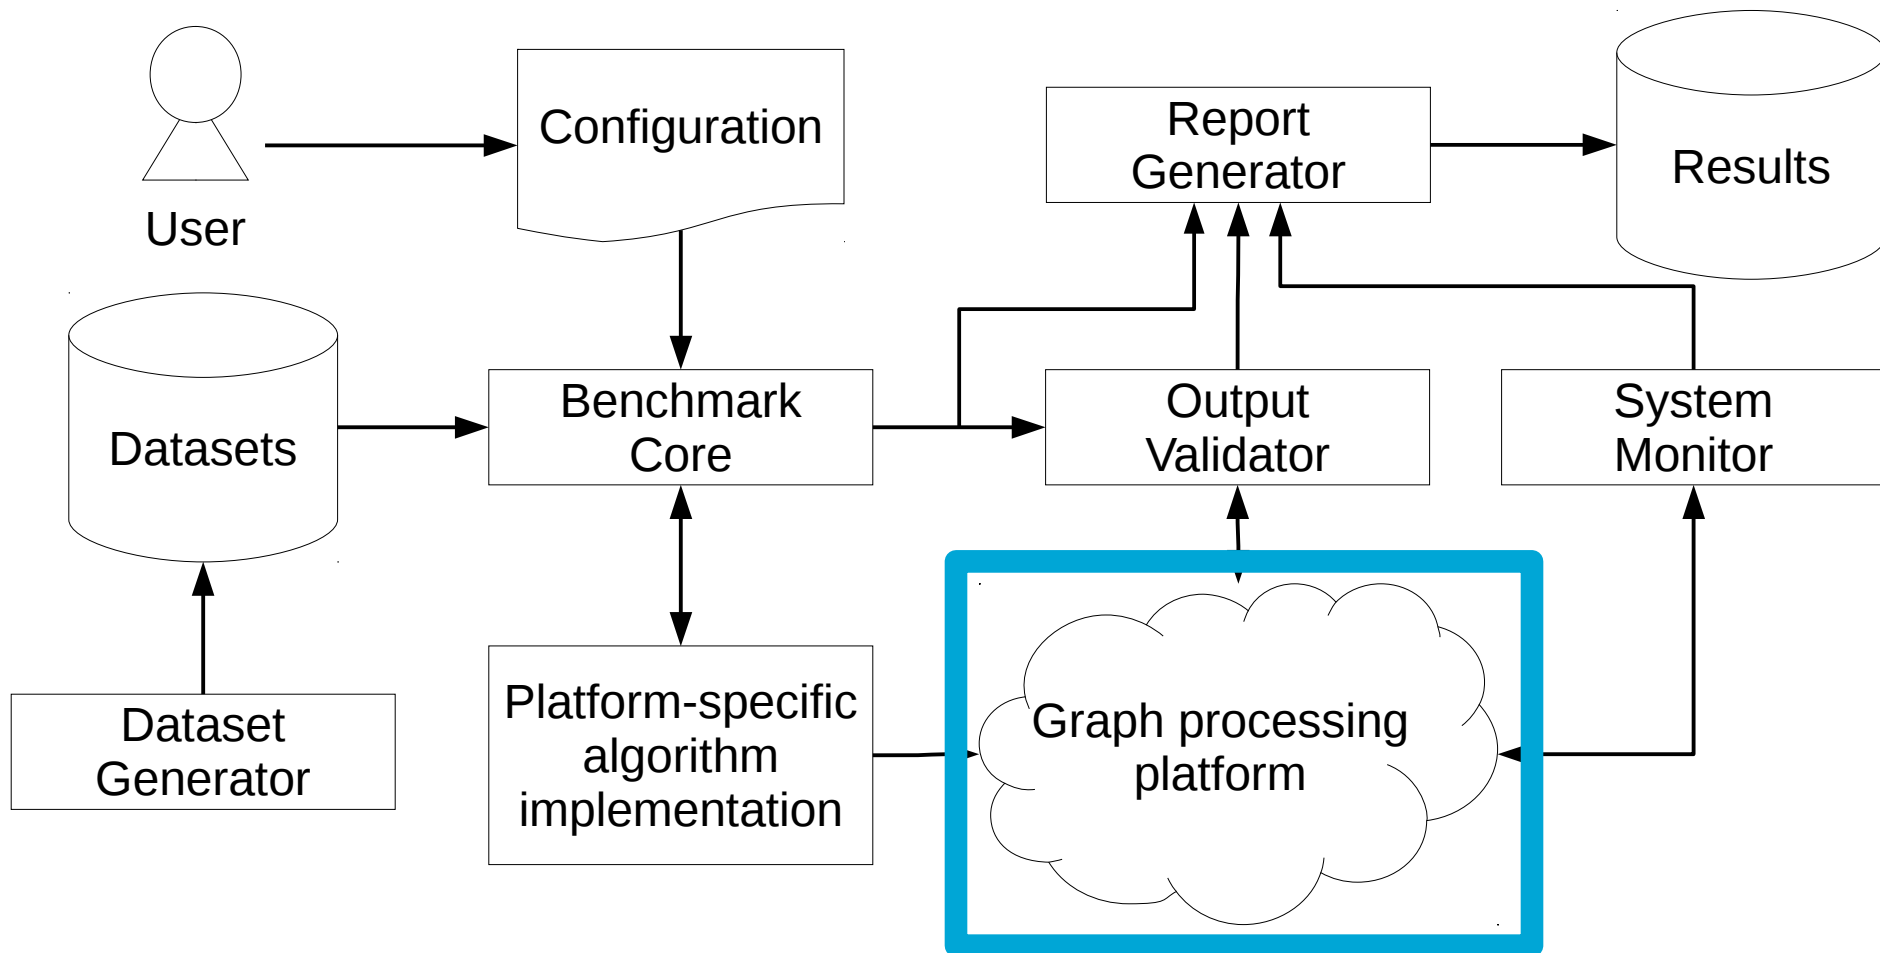 User
Configuration
Report
Generator
Results
Datasets
Benchmark
Core
Output
Validator
System
Monitor
Dataset
Generator
Platform-specific
algorithm
implementation
Graph processing
platform